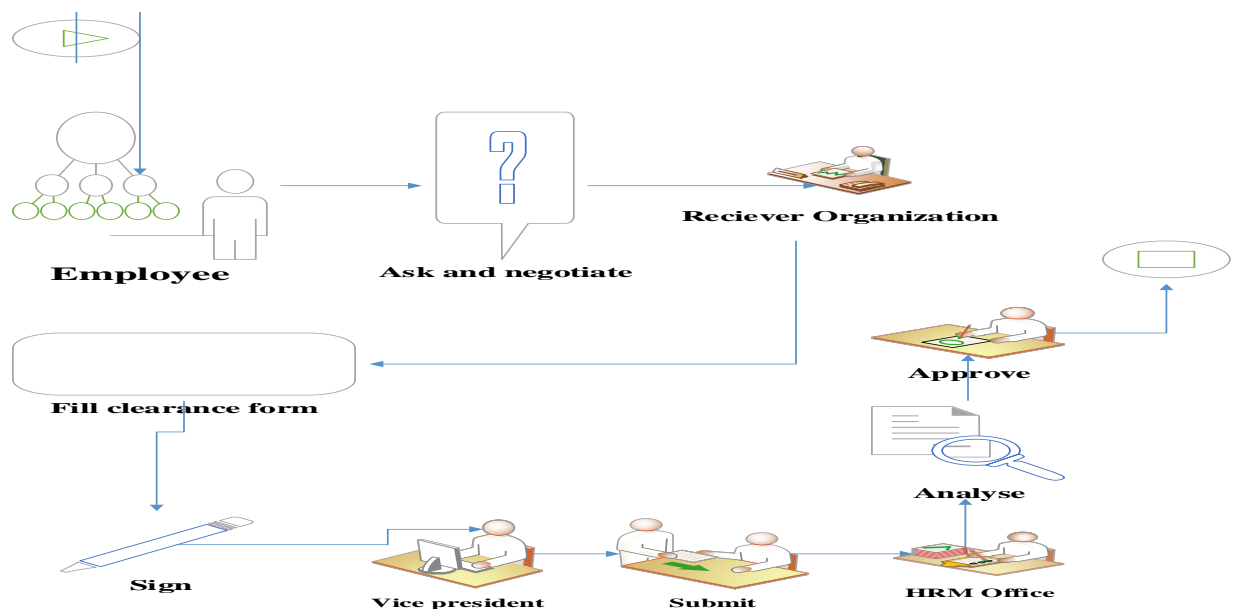 Reciever Organization
Employee
Ask and negotiate
Approve
Fill clearance form
Analyse
Sign
Vice president
Submit
HRM Office